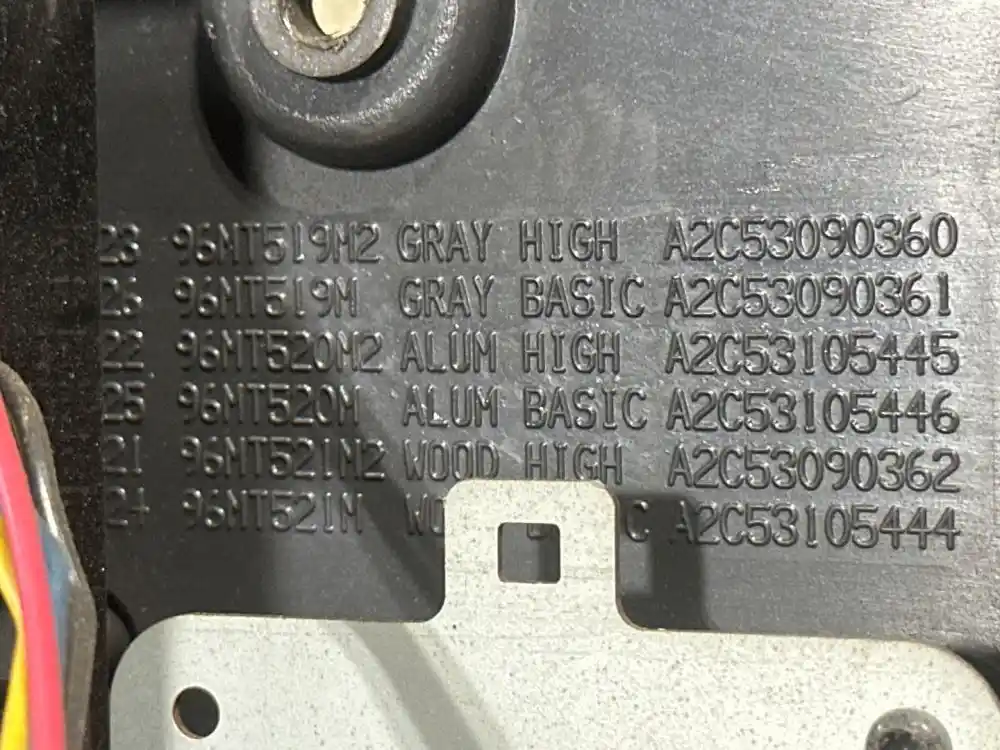 28 96MT519M2 GRAY HIGH A2C53090360
26 96MT519M GRAY BASIC A2C53090361
22 96MT520M2 ALUM HIGH A2C53105445
25 96MT520M ALUM BASIC A2C53105446
21 96MT521M2 WOOD HIGH A2C53090362
24 96MT521M A2C53105444